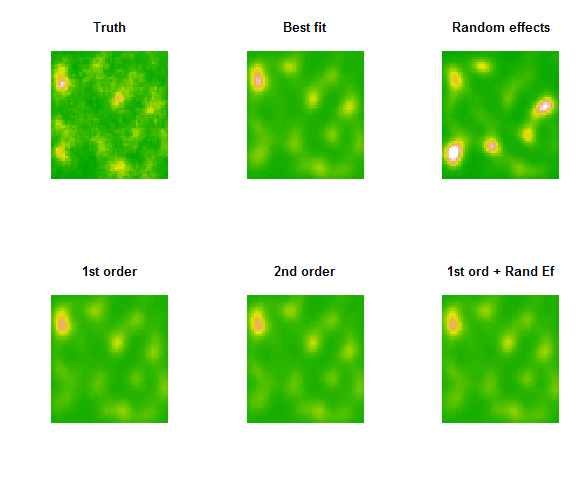 Truth
Best fit
Random effects
1st order
2nd order
1st ord + Rand Ef